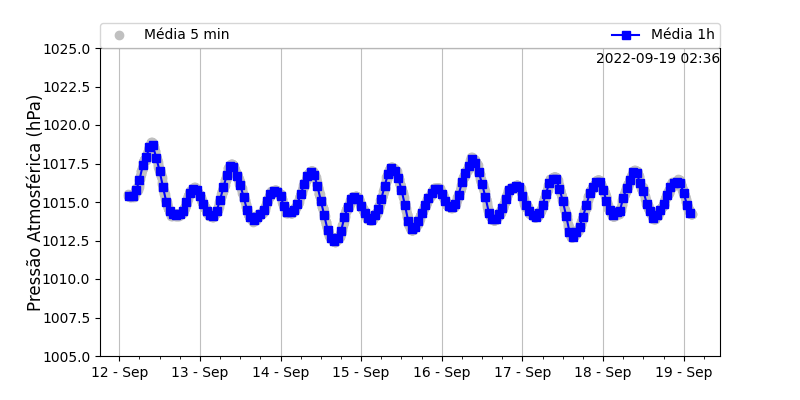 Média 5 min
Média 1h
2022-09-19 02:36
Pressão Atmosférica (hPa)
1025.0
1022.5
1020.0
1017.5
1015.0
1012.5
1010.0
1007.5
1005.0
12 - Sep
13 - Sep
14 - Sep
15 - Sep
16 - Sep
17 - Sep
18 - Sep
19 - Sep